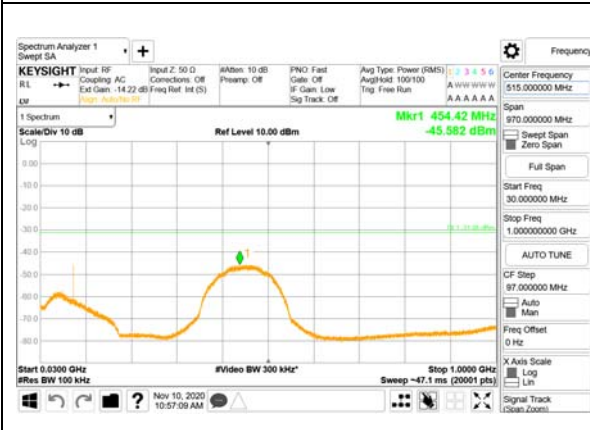 Spectrum Analyzer 1
Swept SA
Frequency
KEYSIGHT
RL
Input: RF
Coupling: AC
Ext Gain: -14.22 dB
Align: Auto/No RF
Input Z: 50 Ω
Corrections: Off
Freq Ref: Int (S)
#Atten: 10 dB
Preamp: Off
PNO: Fast
Gate: Off
IF Gain: Low
Sig Track: Off
Avg Type: Power (RMS)
Avg|Hold: 100/100
Trig: Free Run
1 2 3 4 5 6
A W W W W W
A A A A A A
1 Spectrum
Scale/Div 10 dB
Log
Ref Level 10.00 dBm
Mkr1 454.42 MHz
-45.582 dBm
0.00
-10.0
-20.0
-30.0
-40.0
-50.0
-60.0
-70.0
-80.0
1
Start 0.0300 GHz
#Res BW 100 kHz
#Video BW 300 kHz*
Stop 1.0000 GHz
Sweep ~47.1 ms (20001 pts)
Nov 10, 2020
10:57:09 AM
Center Frequency
515.000000 MHz
Span
970.000000 MHz
Swept Span
Zero Span
Full Span
Start Freq
30.000000 MHz
Stop Freq
1.000000000 GHz
AUTO TUNE
CF Step
97.000000 MHz
Auto
Man
Freq Offset
0 Hz
X Axis Scale
Log
Lin
Signal Track
(Span Zoom)